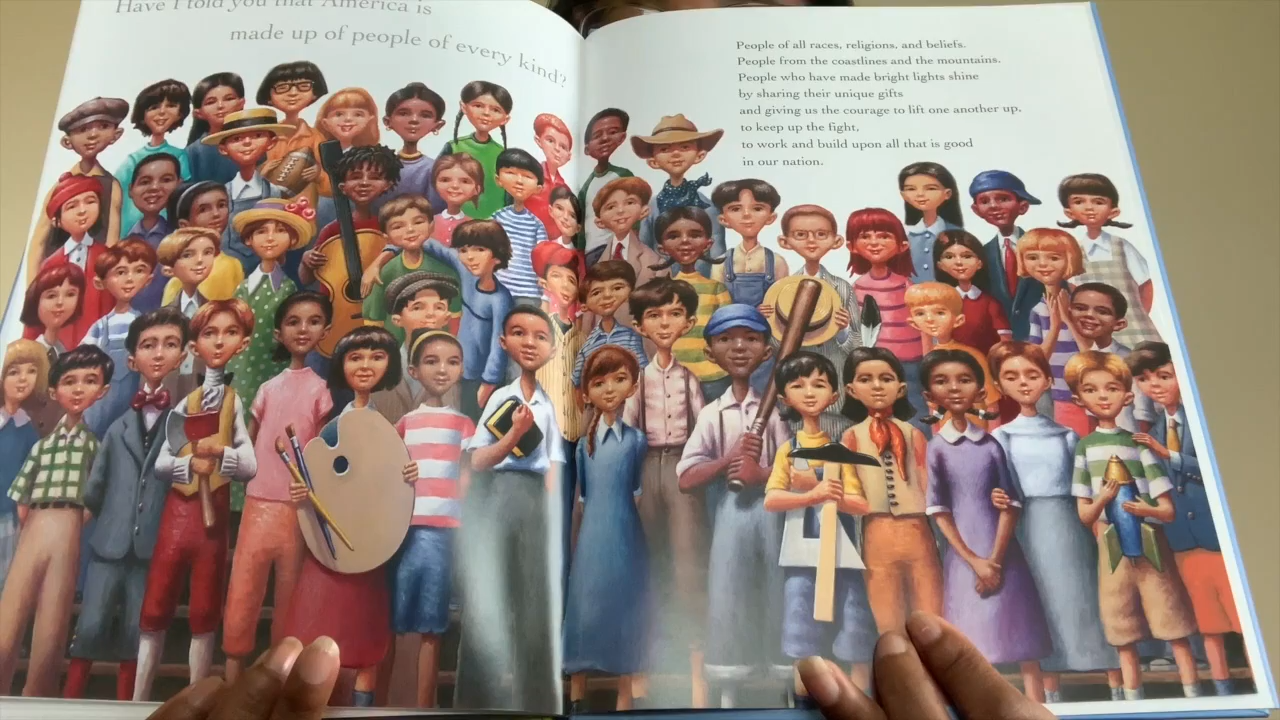 Have I told you that America is
made up of people of every kind?
People of all races, religions, and beliefs.
People from the coastlines and the mountains.
People who have made bright lights shine
by sharing their unique gifts
and giving us the courage to lift one another up,
to keep up the fight,
to work and build upon all that is good
in our nation.